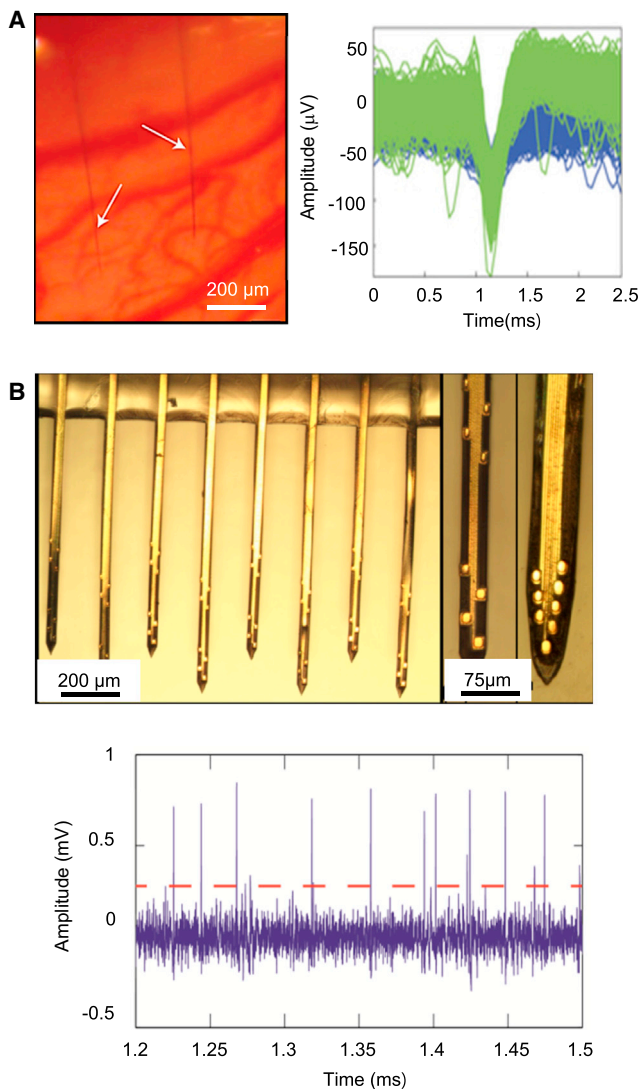 A
200 μm
Amplitude (μV)
50
0
-50
-100
-150
0 0.5 1 1.5 2 2.5
Time(ms)
B
200 μm
75μm
Amplitude (mV)
1
0.5
0
-0.5
1.2 1.25 1.3 1.35 1.4 1.45 1.5
Time (ms)